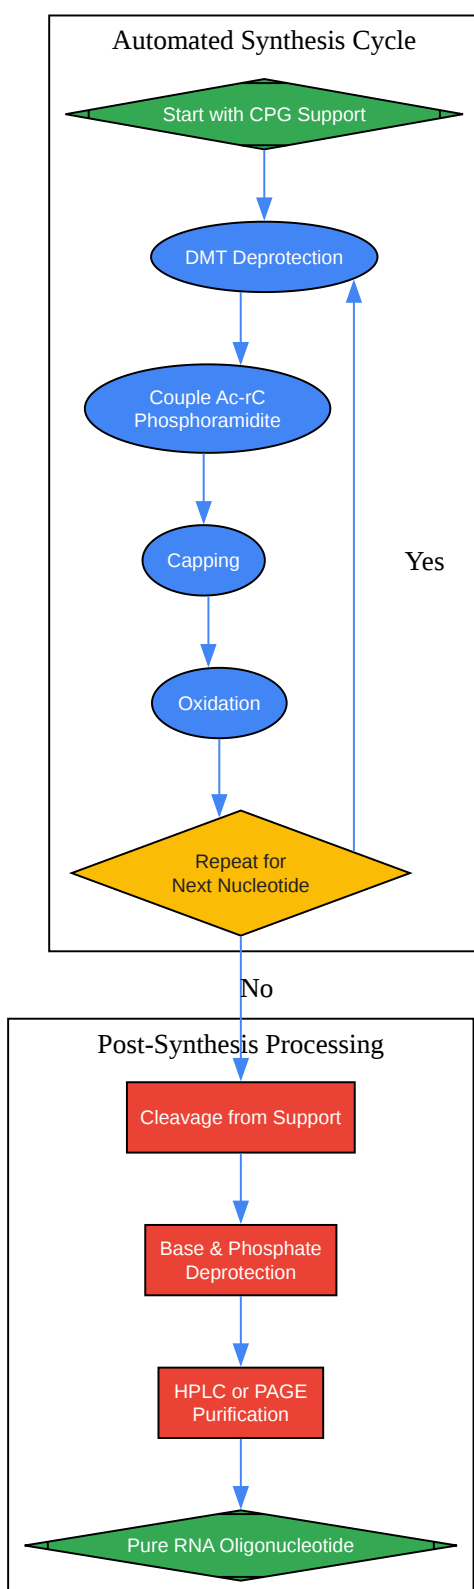 Automated Synthesis Cycle
Start with CPG Support
DMT Deprotection
Couple Ac-rC
Phosphoramidite
Capping
Yes
Oxidation
Repeat for
Next Nucleotide
No
Post-Synthesis Processing
Cleavage from Support
Base & Phosphate
Deprotection
HPLC or PAGE
Purification
Pure RNA Oligonucleotide